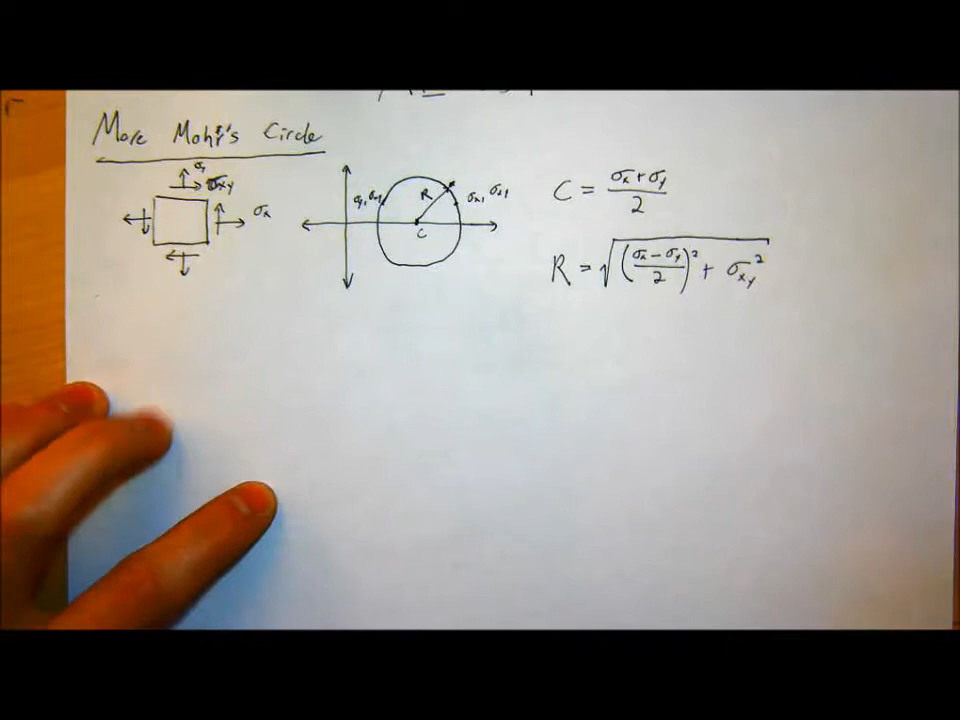 More Mohr's Circle
σy
σxy
σx
R
C
σy, σxy
σx, σxy
C = σx + σy / 2
R = √((σx − σy / 2)² + σxy²)